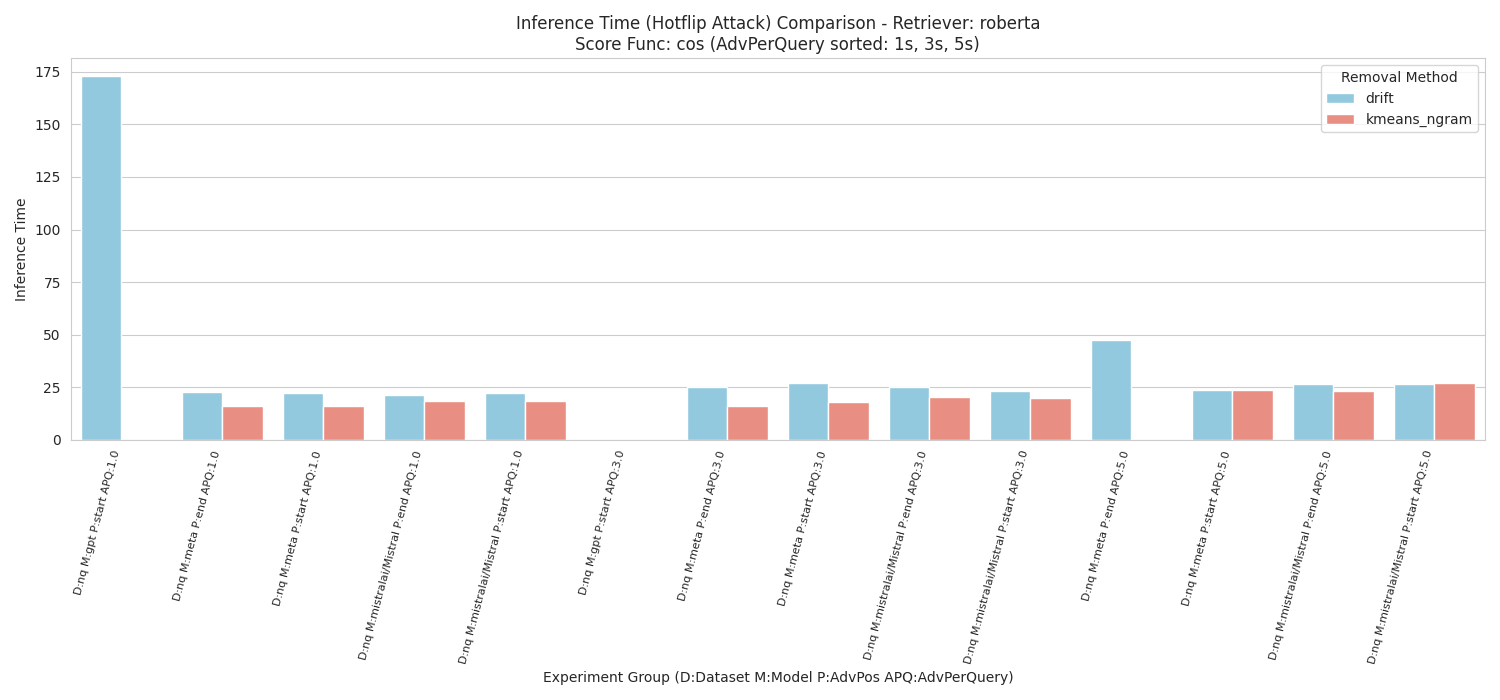 Inference Time (Hotflip Attack) Comparison - Retriever: roberta
Score Func: cos (AdvPerQuery sorted: 1s, 3s, 5s)
Removal Method
drift
kmeans_ngram
Inference Time
175
150
125
100
75
50
25
0
D:nq M:gpt P:start APQ:1.0
D:nq M:meta P:end APQ:1.0
D:nq M:meta P:start APQ:1.0
D:nq M:mistralai/Mistral P:end APQ:1.0
D:nq M:mistralai/Mistral P:start APQ:1.0
D:nq M:gpt P:start APQ:3.0
D:nq M:meta P:end APQ:3.0
D:nq M:meta P:start APQ:3.0
D:nq M:mistralai/Mistral P:end APQ:3.0
D:nq M:mistralai/Mistral P:start APQ:3.0
D:nq M:meta P:end APQ:5.0
D:nq M:meta P:start APQ:5.0
D:nq M:mistralai/Mistral P:end APQ:5.0
D:nq M:mistralai/Mistral P:start APQ:5.0
Experiment Group (D:Dataset M:Model P:AdvPos APQ:AdvPerQuery)